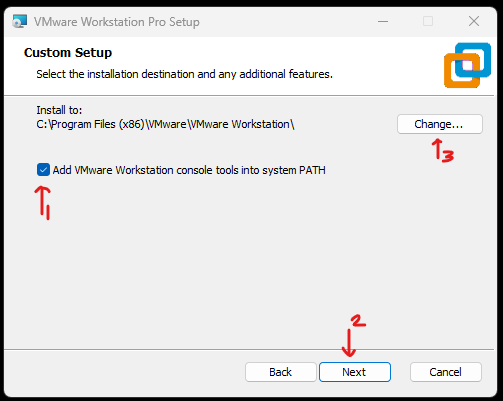 VMware Workstation Pro Setup
Custom Setup
Select the installation destination and any additional features.
Install to:
C:\Program Files (x86)\VMware\VMware Workstation\
Change...
3
Add VMware Workstation console tools into system PATH
1
2
Back Next Cancel